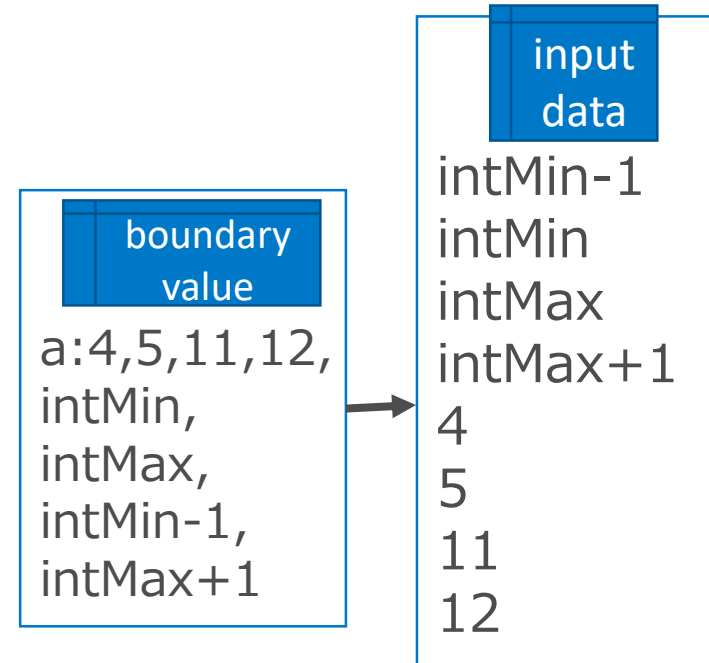 boundary
value
a:4,5,11,12,
intMin,
intMax,
intMin-1,
intMax+1
input
data
intMin-1
intMin
intMax
intMax+1
4
5
11
12